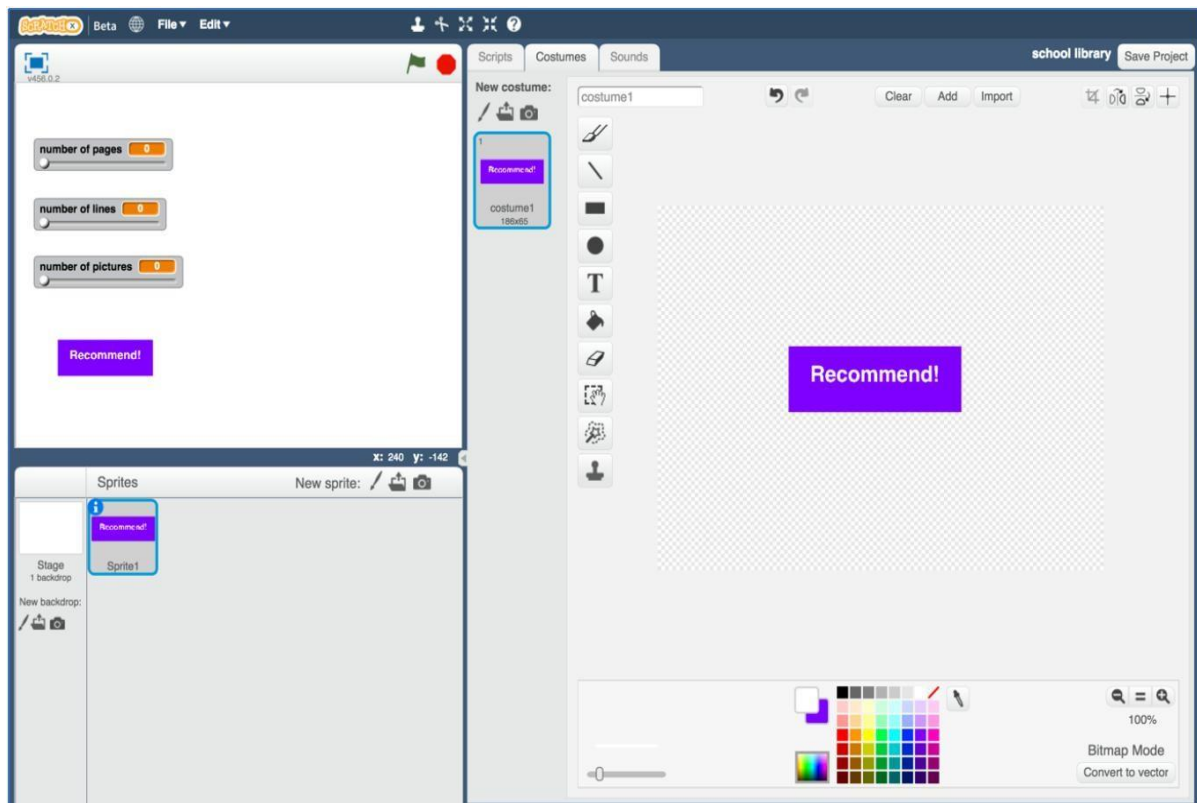 SCRATCHX Beta File Edit
v456.0.2
number of pages 0
number of lines 0
number of pictures 0
Recommend!
x: 240 y: -142
Sprites New sprite:
Recommend!
Stage
1 backdrop
Sprite1
New backdrop:
Scripts Costumes Sounds
school library Save Project
New costume:
1
Recommend!
costume1
186x65
costume1
Clear Add Import
T
Recommend!
100%
Bitmap Mode
Convert to vector